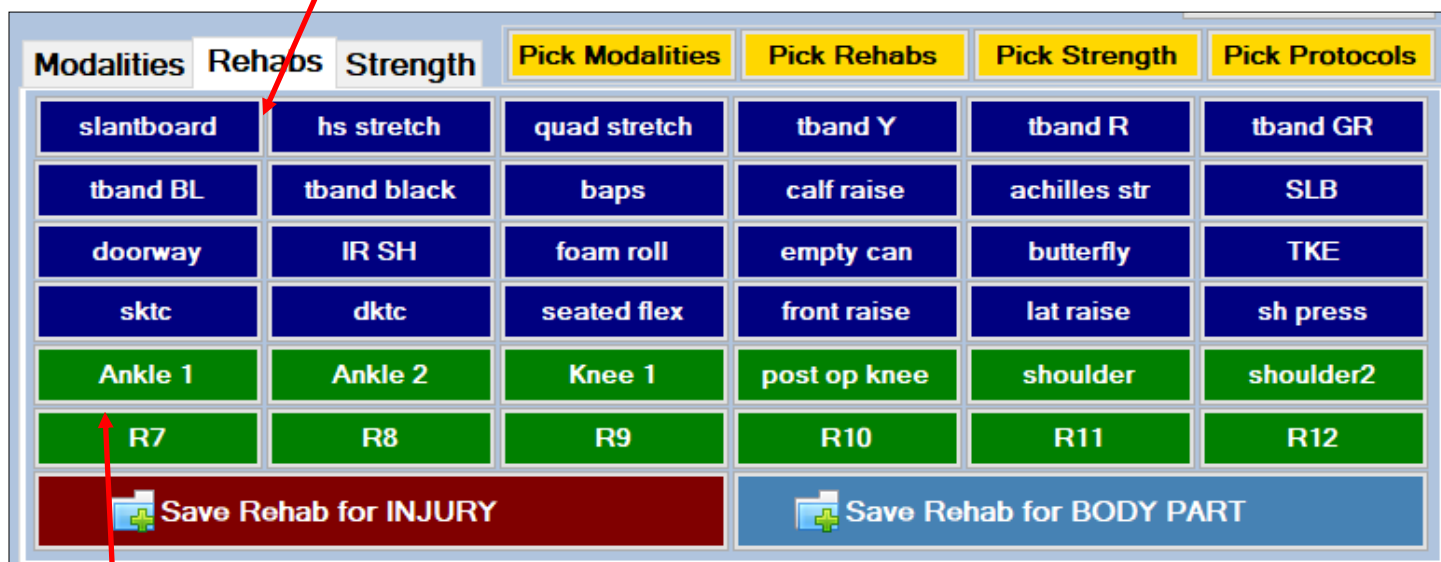 Modalities Rehabs Strength Pick Modalities Pick Rehabs Pick Strength Pick Protocols
slantboard hs stretch quad stretch tband Y tband R tband GR
tband BL tband black baps calf raise achilles str SLB
doorway IR SH foam roll empty can butterfly TKE
sktc dktc seated flex front raise lat raise sh press
Ankle 1 Ankle 2 Knee 1 post op knee shoulder shoulder2
R7 R8 R9 R10 R11 R12
Save Rehab for INJURY Save Rehab for BODY PART